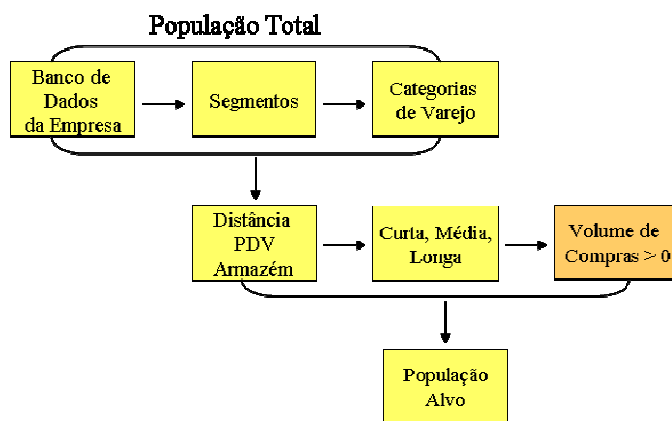 População Total
Banco de
Dados
da Empresa
Segmentos
Categorias
de Varejo
Distância
PDV
Armazém
Curta, Média,
Longa
Volume de
Compras > 0
População
Alvo